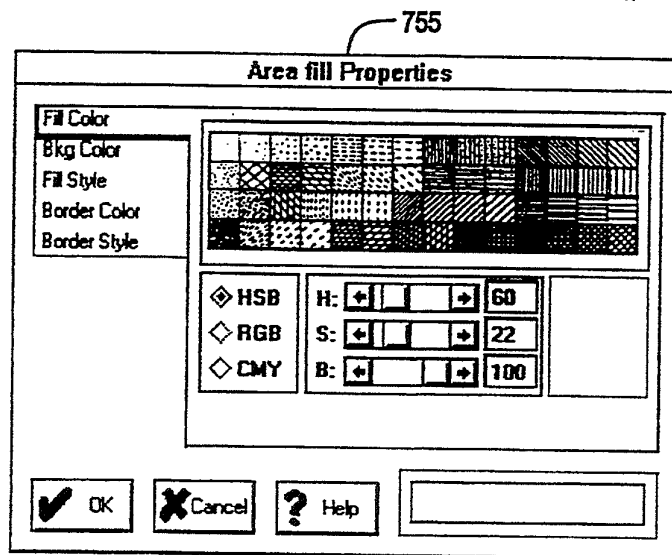 755
Area fill Properties
Fill Color
Bkg Color
Fill Style
Border Color
Border Style
HSB
H:
60
RGB
S:
22
CMY
B:
100
OK
Cancel
? Help